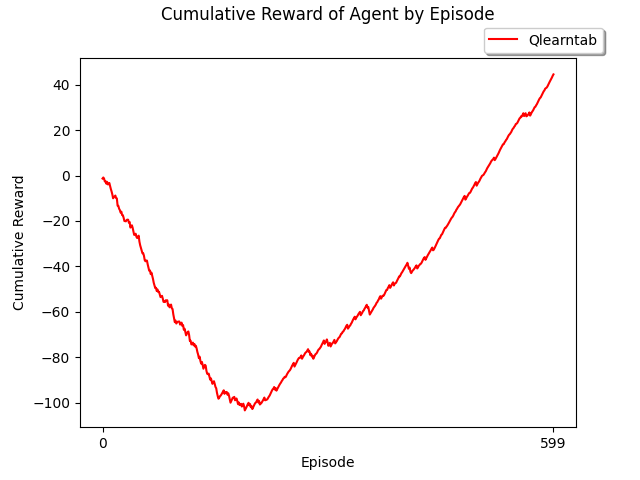 Cumulative Reward of Agent by Episode
Qlearntab
40
20
0
−20
−40
−60
−80
−100
Cumulative Reward
0
599
Episode